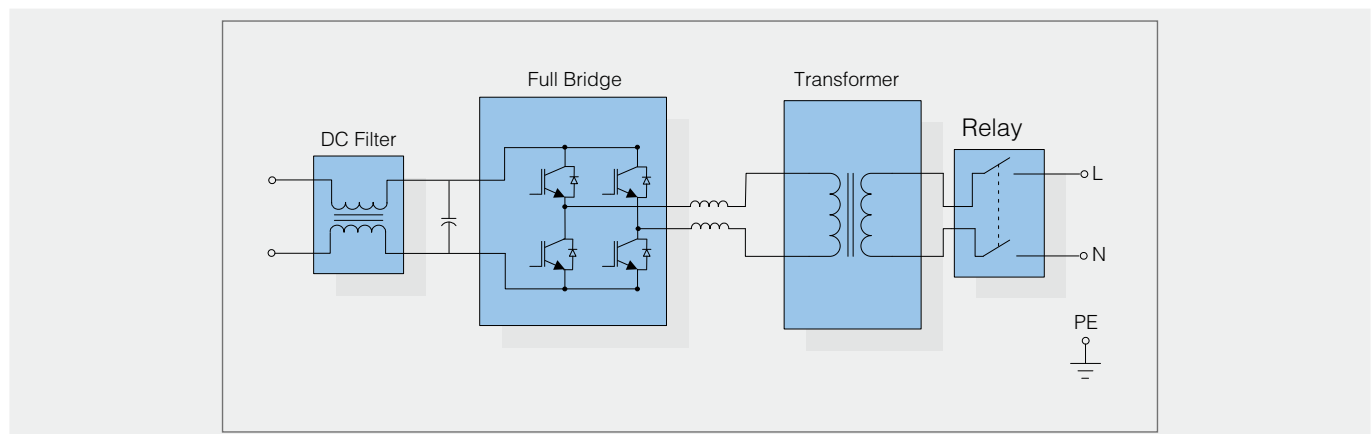 Full Bridge
Transformer
DC Filter
Relay
L
N
PE